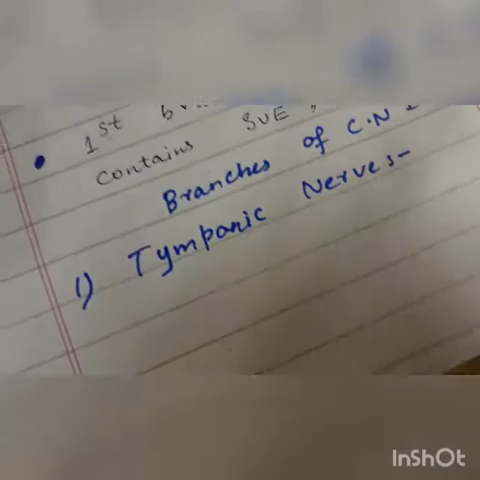 1st
contains SVE
Branches of C.N
1) Tympanic Nerves-
InShOt